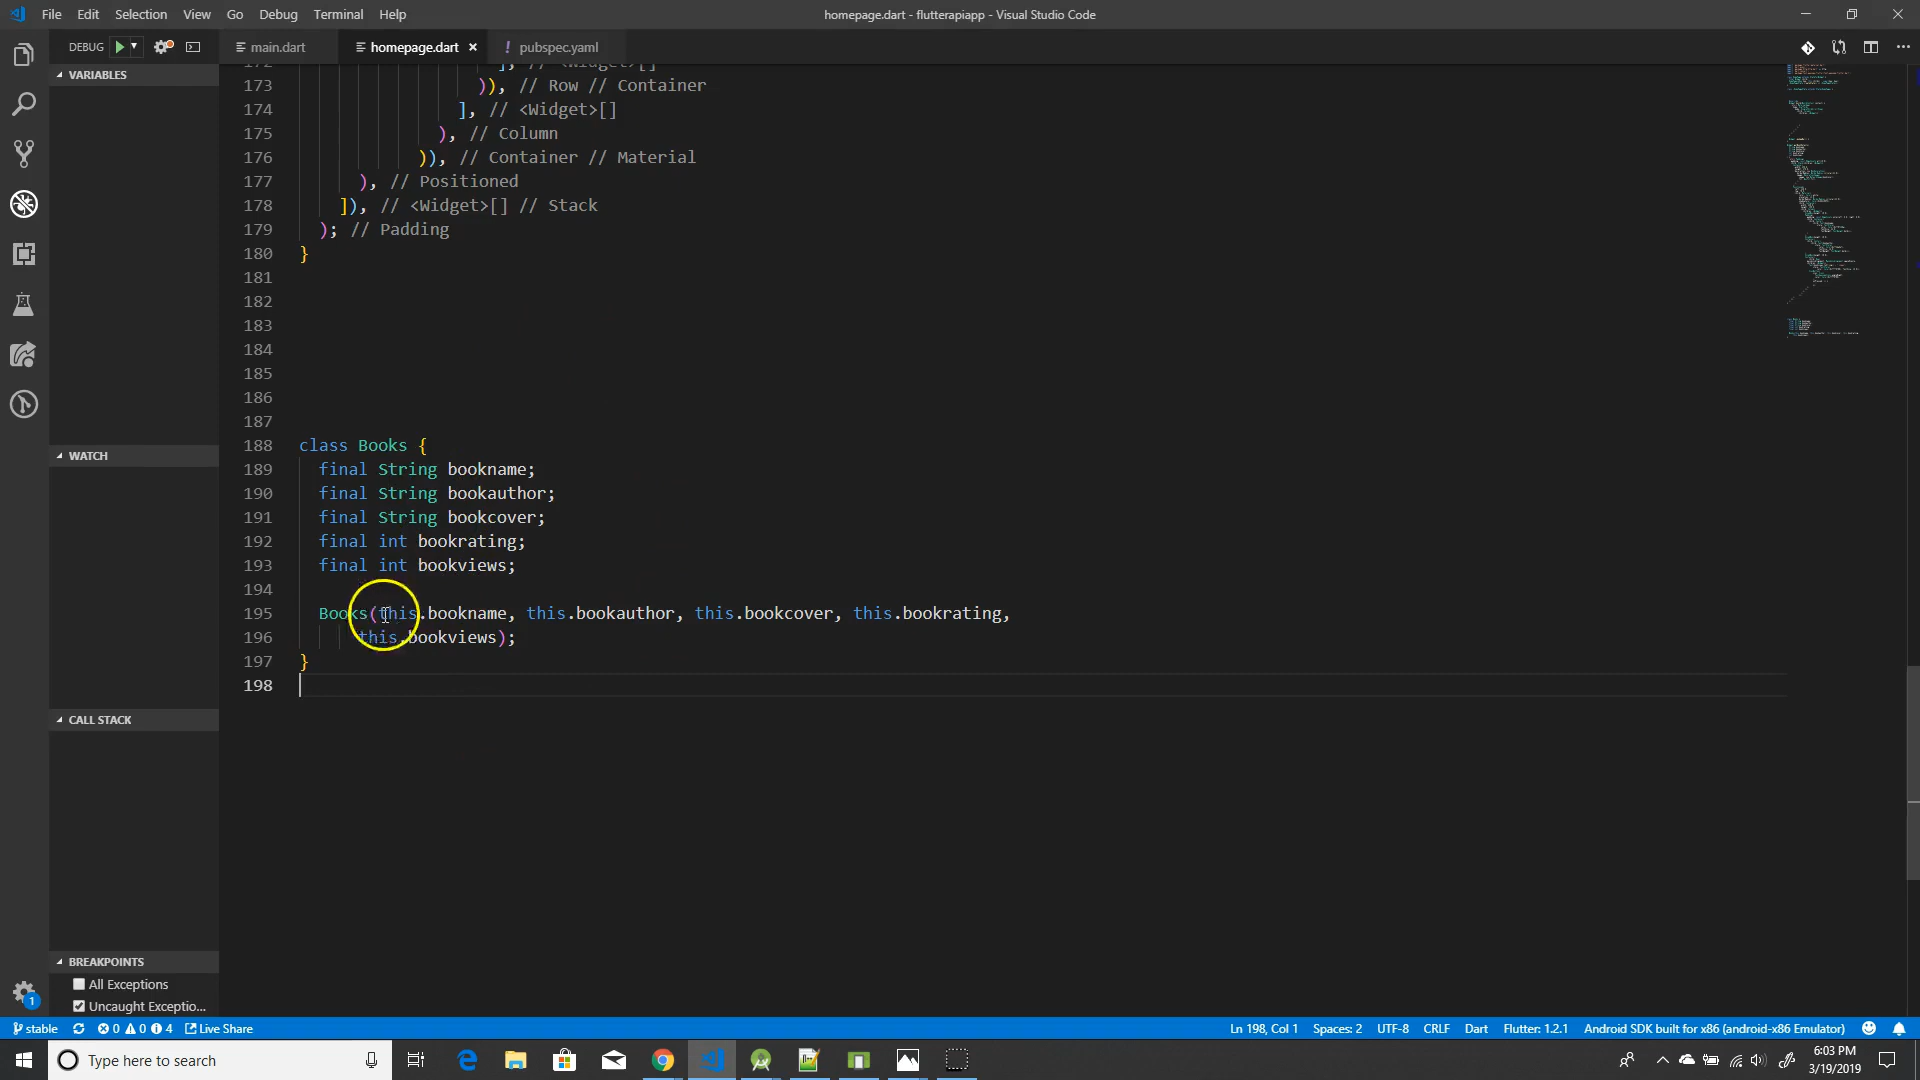 File Edit Selection View Go Debug Terminal Help
homepage.dart - flutterapiapp - Visual Studio Code
DEBUG
main.dart
homepage.dart ×
! pubspec.yaml
VARIABLES
172 ], // <Widget>[]
173 )), // Row // Container
174 ], // <Widget>[]
175 ), // Column
176 )), // Container // Material
177 ), // Positioned
178 ]), // <Widget>[] // Stack
179 ); // Padding
180 }
181
182
183
184
185
186
187
188 class Books {
WATCH
189 final String bookname;
190 final String bookauthor;
191 final String bookcover;
192 final int bookrating;
193 final int bookviews;
194
195 Books(this.bookname, this.bookauthor, this.bookcover, this.bookrating,
196 this.bookviews);
197 }
198
CALL STACK
BREAKPOINTS
All Exceptions
Uncaught Exceptio...
1
stable 0 0 4 Live Share
Ln 198, Col 1 Spaces: 2 UTF-8 CRLF Dart Flutter: 1.2.1 Android SDK built for x86 (android-x86 Emulator)
Type here to search
6:03 PM
3/19/2019